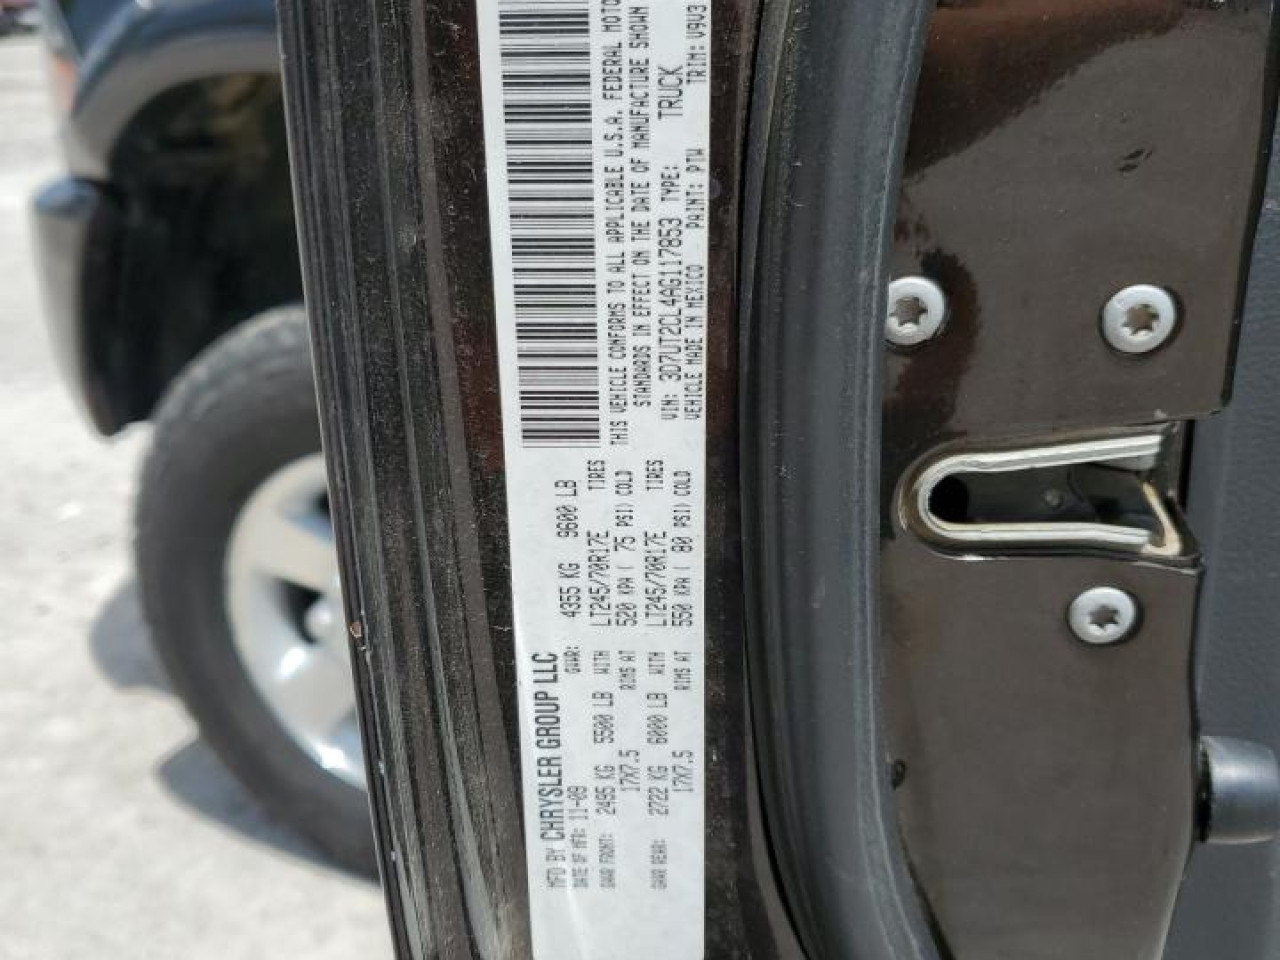 MFD BY CHRYSLER GROUP LLC
DATE OF MFR: 11-09 GVWR: 4355 KG 9600 LB
GAWR FRONT: 2495 KG 5500 LB WITH LT245/70R17E TIRES
17X7.5 RIMS AT 520 KPA ( 75 PSI) COLD
GAWR REAR: 2722 KG 6000 LB WITH LT245/70R17E TIRES
17X7.5 RIMS AT 550 KPA ( 80 PSI) COLD
THIS VEHICLE CONFORMS TO ALL APPLICABLE U.S.A. FEDERAL MOTO
STANDARDS IN EFFECT ON THE DATE OF MANUFACTURE SHOWN
VIN: 3D7UT2CL4AG117853 TYPE: TRUCK
VEHICLE MADE IN MEXICO PAINT: PTW TRIM: V9V3